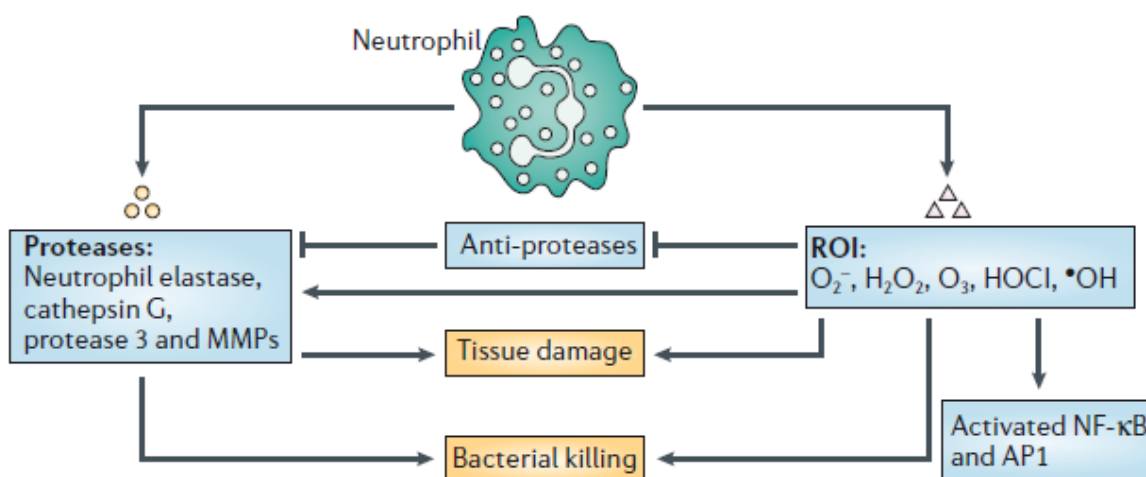 Neutrophil
Proteases:
Neutrophil elastase,
cathepsin G,
protease 3 and MMPs
Anti-proteases
ROI:
O₂⁻, H₂O₂, O₃, HOCl, •OH
Tissue damage
Bacterial killing
Activated NF-κB
and AP1